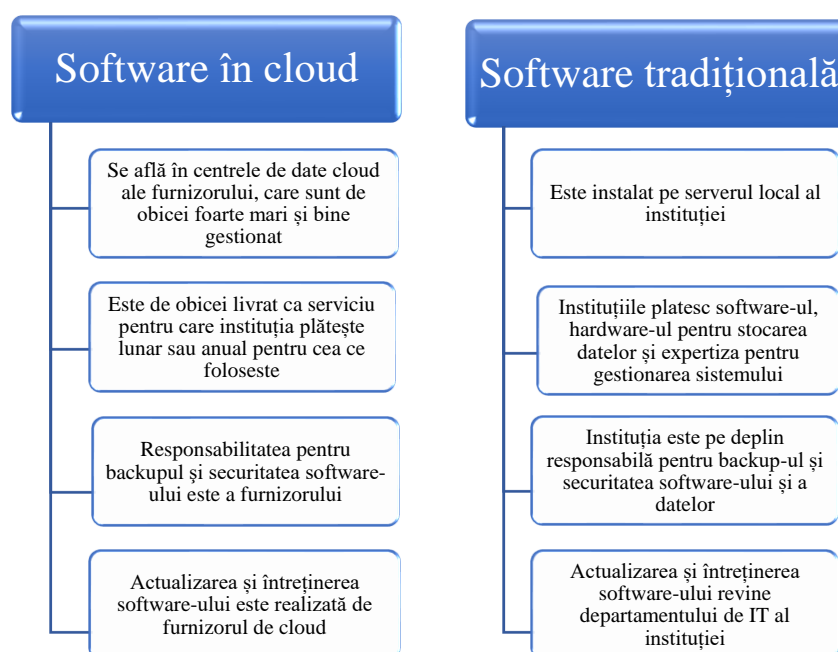 Software în cloud
Se află în centrele de date cloud
ale furnizorului, care sunt de
obicei foarte mari și bine
gestionat
Este de obicei livrat ca serviciu
pentru care instituția plătește
lunar sau anual pentru cea ce
foloseste
Responsabilitatea pentru
backupul și securitatea software-
ului este a furnizorului
Actualizarea și întreținerea
software-ului este realizată de
furnizorul de cloud
Software tradițională
Este instalat pe serverul local al
instituției
Instituțiile platesc software-ul,
hardware-ul pentru stocarea
datelor și expertiza pentru
gestionarea sistemului
Instituția este pe deplin
responsabilă pentru backup-ul și
securitatea software-ului și a
datelor
Actualizarea și întreținerea
software-ului revine
departamentului de IT al
instituției